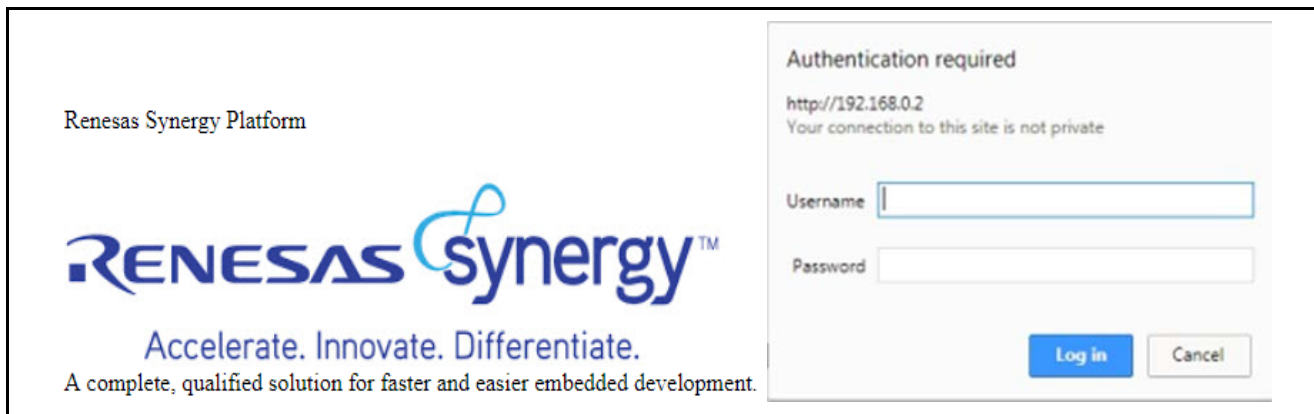 Renesas Synergy Platform
RENESAS synergy™
Accelerate. Innovate. Differentiate.
A complete, qualified solution for faster and easier embedded development.
Authentication required
http://192.168.0.2
Your connection to this site is not private
Username
Password
Log in Cancel